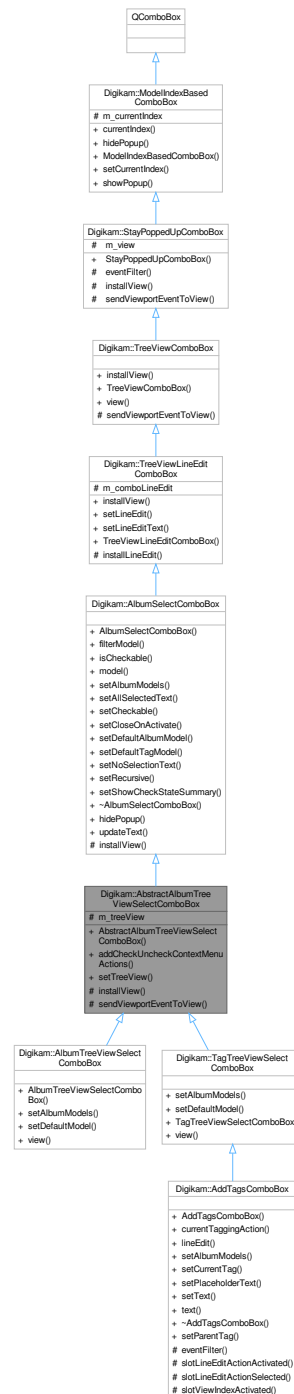 QComboBox
Digikam::ModelIndexBased
ComboBox
# m_currentIndex
+ currentIndex()
+ hidePopup()
+ ModelIndexBasedComboBox()
+ setCurrentIndex()
+ showPopup()
Digikam::StayPoppedUpComboBox
# m_view
+ StayPoppedUpComboBox()
# eventFilter()
# installView()
# sendViewportEventToView()
Digikam::TreeViewComboBox
+ installView()
+ TreeViewComboBox()
+ view()
# sendViewportEventToView()
Digikam::TreeViewLineEdit
ComboBox
# m_comboLineEdit
+ installView()
+ setLineEdit()
+ setLineEditText()
+ TreeViewLineEditComboBox()
# installLineEdit()
Digikam::AlbumSelectComboBox
+ AlbumSelectComboBox()
+ filterModel()
+ isCheckable()
+ model()
+ setAlbumModels()
+ setAllSelectedText()
+ setCheckable()
+ setCloseOnActivate()
+ setDefaultAlbumModel()
+ setDefaultTagModel()
+ setNoSelectionText()
+ setRecursive()
+ setShowCheckStateSummary()
+ ~AlbumSelectComboBox()
+ hidePopup()
+ updateText()
# installView()
Digikam::AbstractAlbumTree
ViewSelectComboBox
# m_treeView
+ AbstractAlbumTreeViewSelect
ComboBox()
+ addCheckUncheckContextMenu
Actions()
+ setTreeView()
# installView()
# sendViewportEventToView()
Digikam::AlbumTreeViewSelect
ComboBox
+ AlbumTreeViewSelectCombo
Box()
+ setAlbumModels()
+ setDefaultModel()
+ view()
Digikam::TagTreeViewSelect
ComboBox
+ setAlbumModels()
+ setDefaultModel()
+ TagTreeViewSelectComboBox
+ view()
Digikam::AddTagsComboBox
+ AddTagsComboBox()
+ currentTaggingAction()
+ lineEdit()
+ setAlbumModels()
+ setCurrentTag()
+ setPlaceholderText()
+ setText()
+ text()
+ ~AddTagsComboBox()
+ setParentTag()
# eventFilter()
# slotLineEditActionActivated()
# slotLineEditActionSelected()
# slotViewIndexActivated()